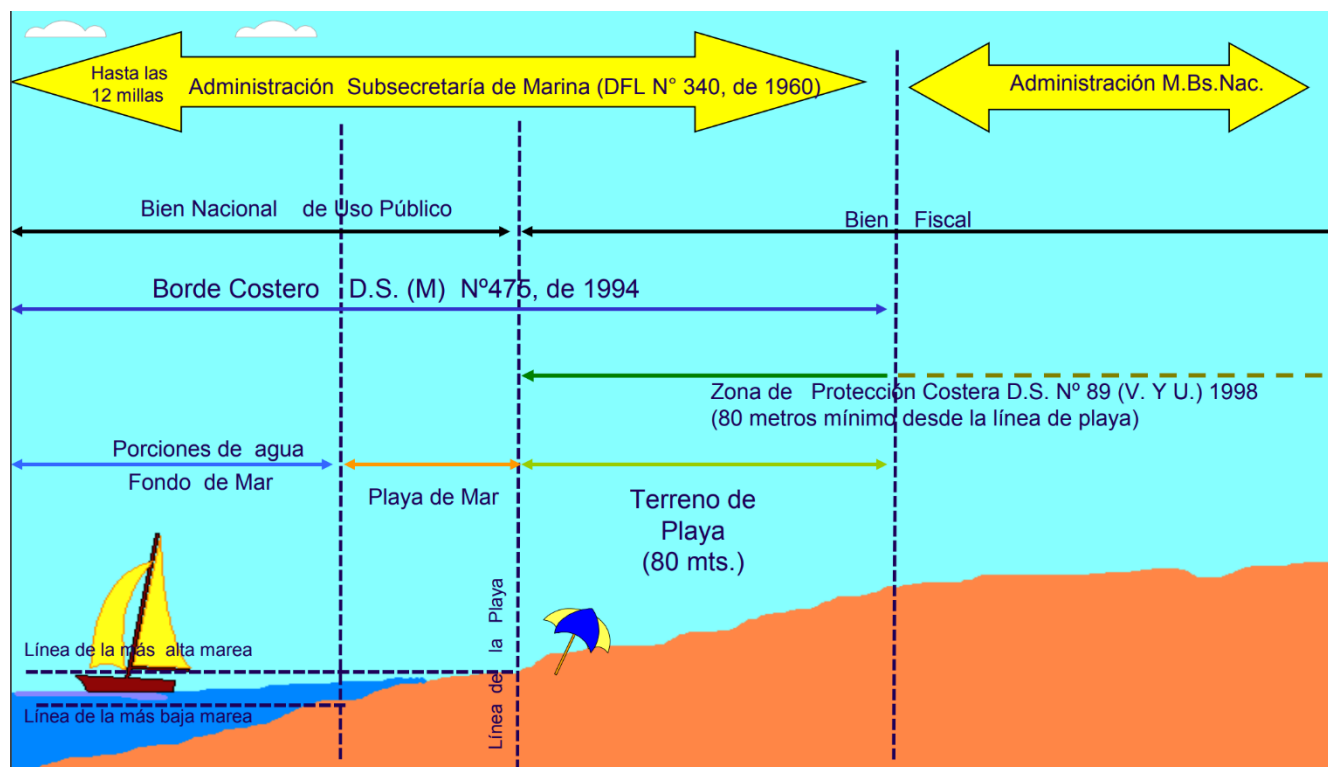 Hasta las
12 millas
Administración Subsecretaría de Marina (DFL N° 340, de 1960)
Administración M.Bs.Nac.
Bien Nacional de Uso Público
Bien Fiscal
Borde Costero D.S. (M) Nº475, de 1994
Zona de Protección Costera D.S. Nº 89 (V. Y U.) 1998
(80 metros mínimo desde la línea de playa)
Porciones de agua
Fondo de Mar
Playa de Mar
Terreno de
Playa
(80 mts.)
Línea de la Playa
Línea de la más alta marea
Línea de la más baja marea